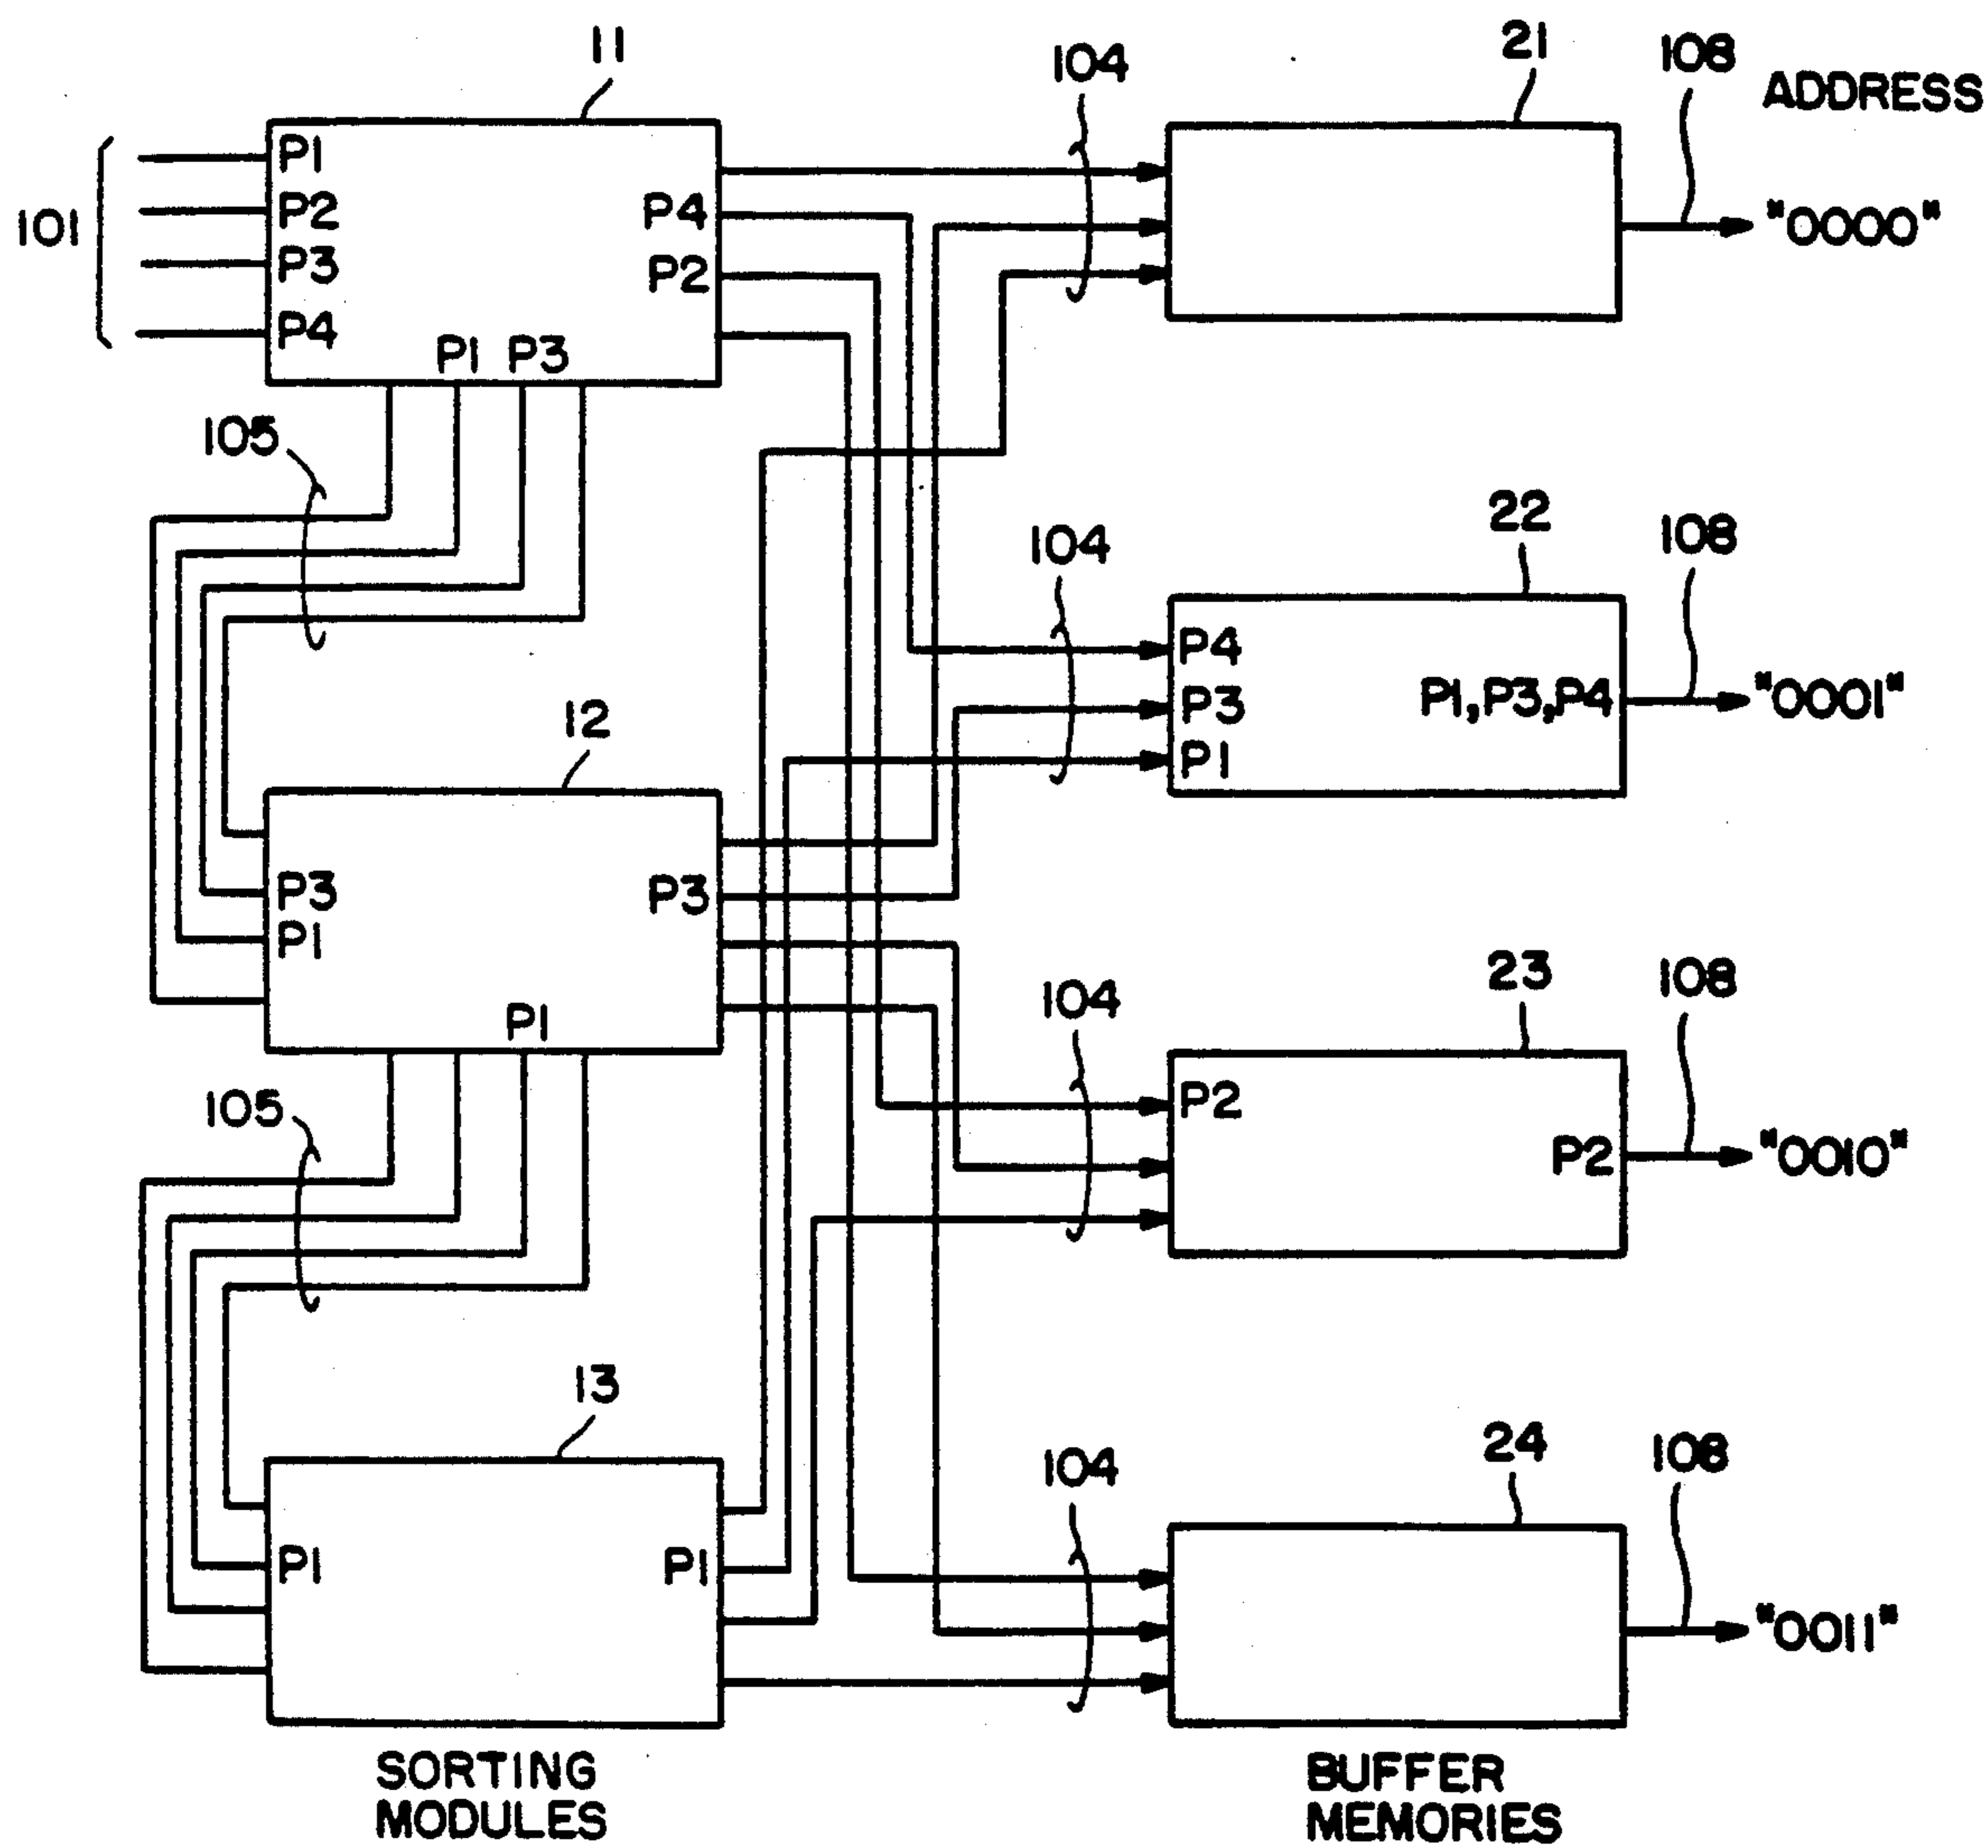 11
104
21
108
ADDRESS
101
P1
P2
P3
P4
P4
P2
P1 P3
"0000"
105
104
22
108
P4
P3
P1
P1,P3,P4
"0001"
12
P3
P1
P3
P1
105
104
23
108
P2
P2
"0010"
13
P1
P1
104
24
108
"0011"
SORTING
MODULES
BUFFER
MEMORIES